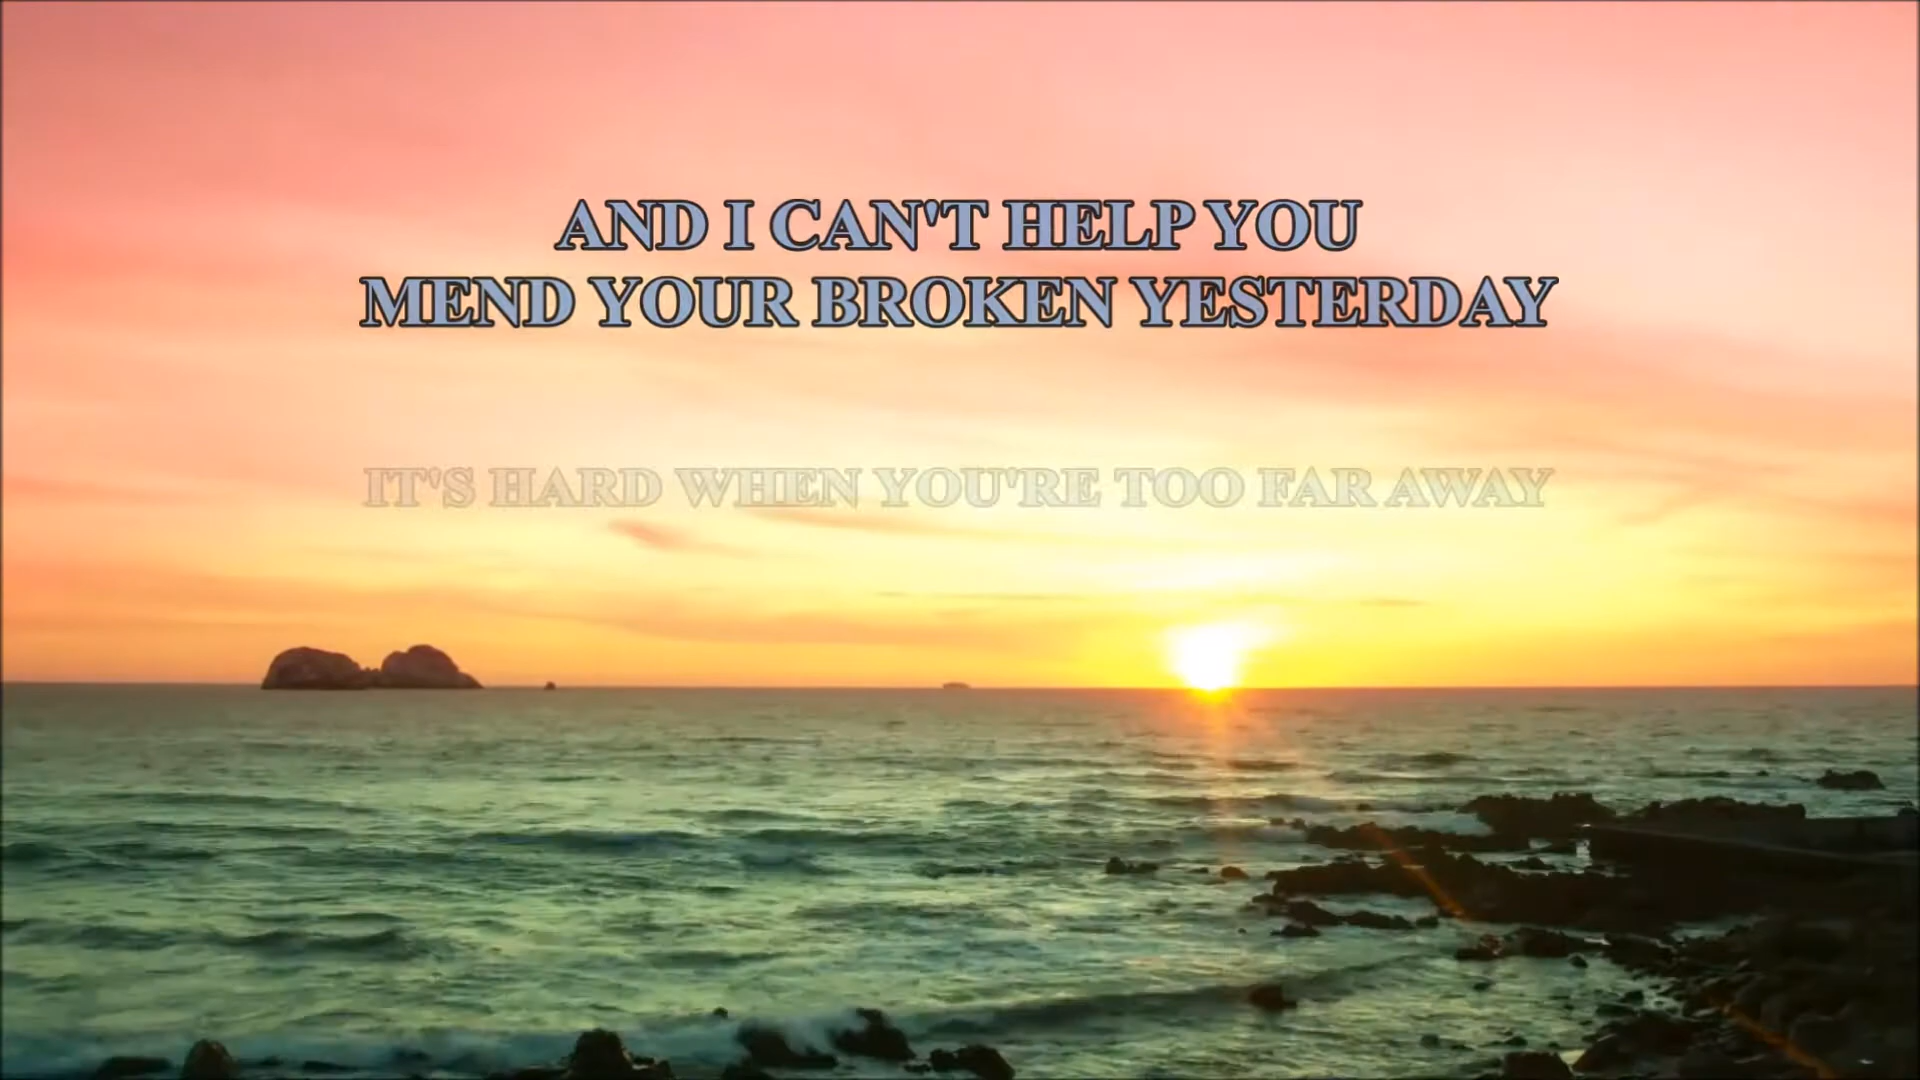 AND I CAN'T HELP YOU
MEND YOUR BROKEN YESTERDAY
IT'S HARD WHEN YOU'RE TOO FAR AWAY